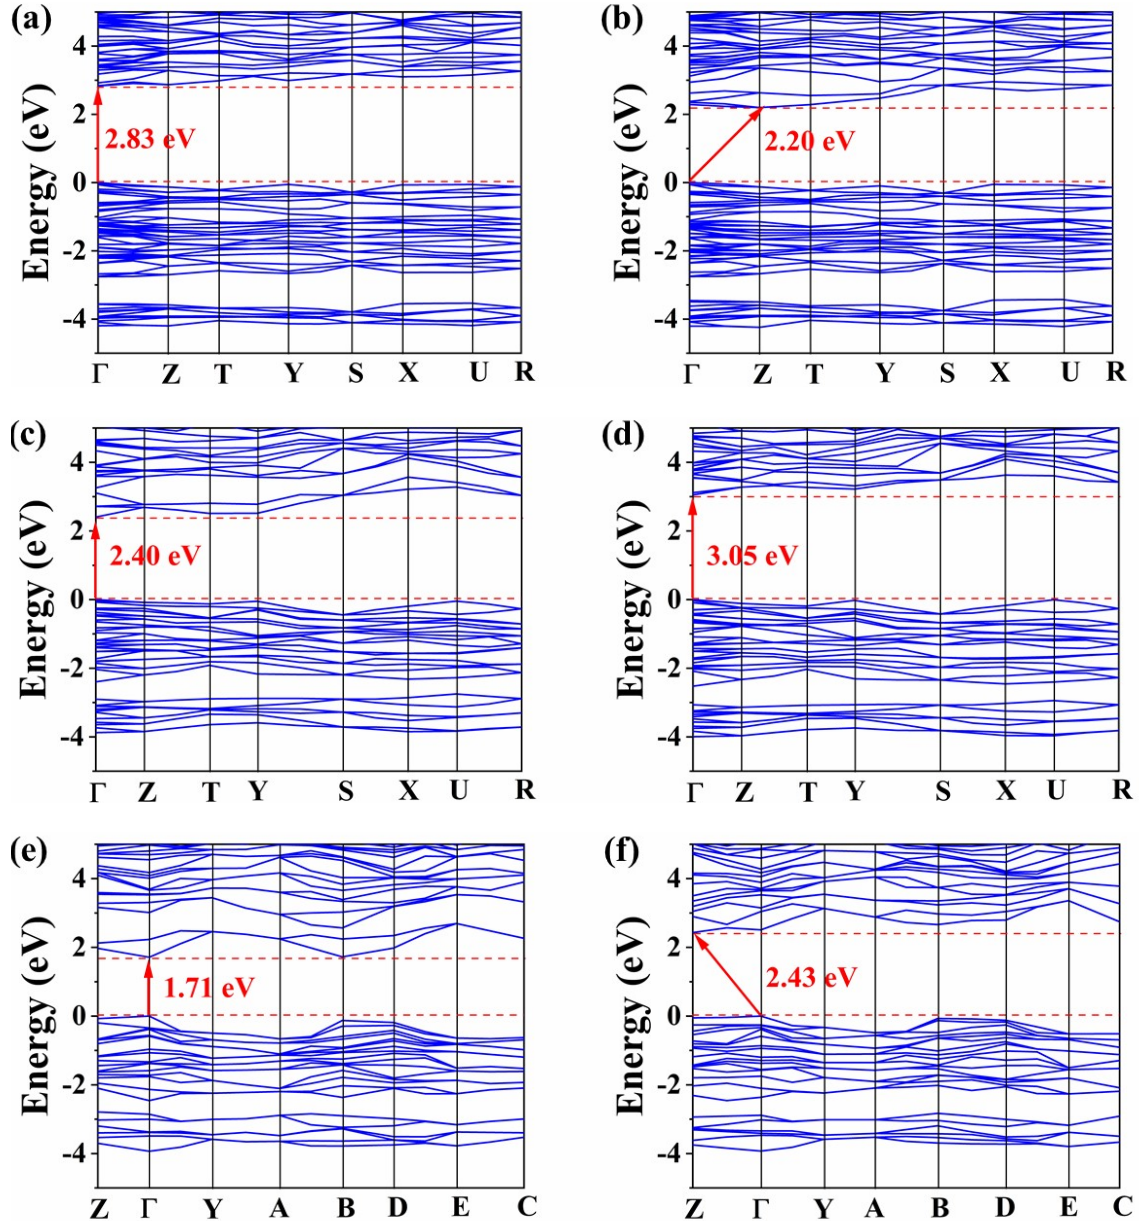 (a)
4
2
0
-2
-4
Energy (eV)
2.83 eV
Γ Z T Y S X U R
(b)
4
2
0
-2
-4
Energy (eV)
2.20 eV
Γ Z T Y S X U R
(c)
4
2
0
-2
-4
Energy (eV)
2.40 eV
Γ Z T Y S X U R
(d)
4
2
0
-2
-4
Energy (eV)
3.05 eV
Γ Z T Y S X U R
(e)
4
2
0
-2
-4
Energy (eV)
1.71 eV
Z Γ Y A B D E C
(f)
4
2
0
-2
-4
Energy (eV)
2.43 eV
Z Γ Y A B D E C